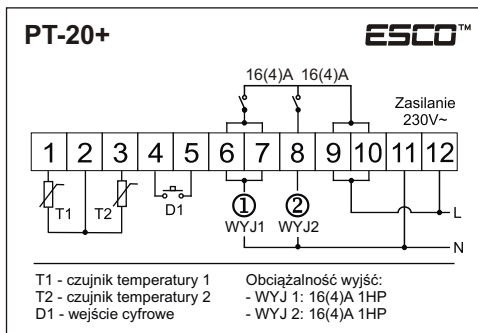 PT-20+
ESCO™
16(4)A 16(4)A
Zasilanie
230V~
1 2 3 4 5 6 7 8 9 10 11 12
T1 T2 D1
① ②
WYJ1 WYJ2
L
N
T1 - czujnik temperatury 1
T2 - czujnik temperatury 2
D1 - wejście cyfrowe
Obciążalność wyjść:
- WYJ 1: 16(4)A 1HP
- WYJ 2: 16(4)A 1HP